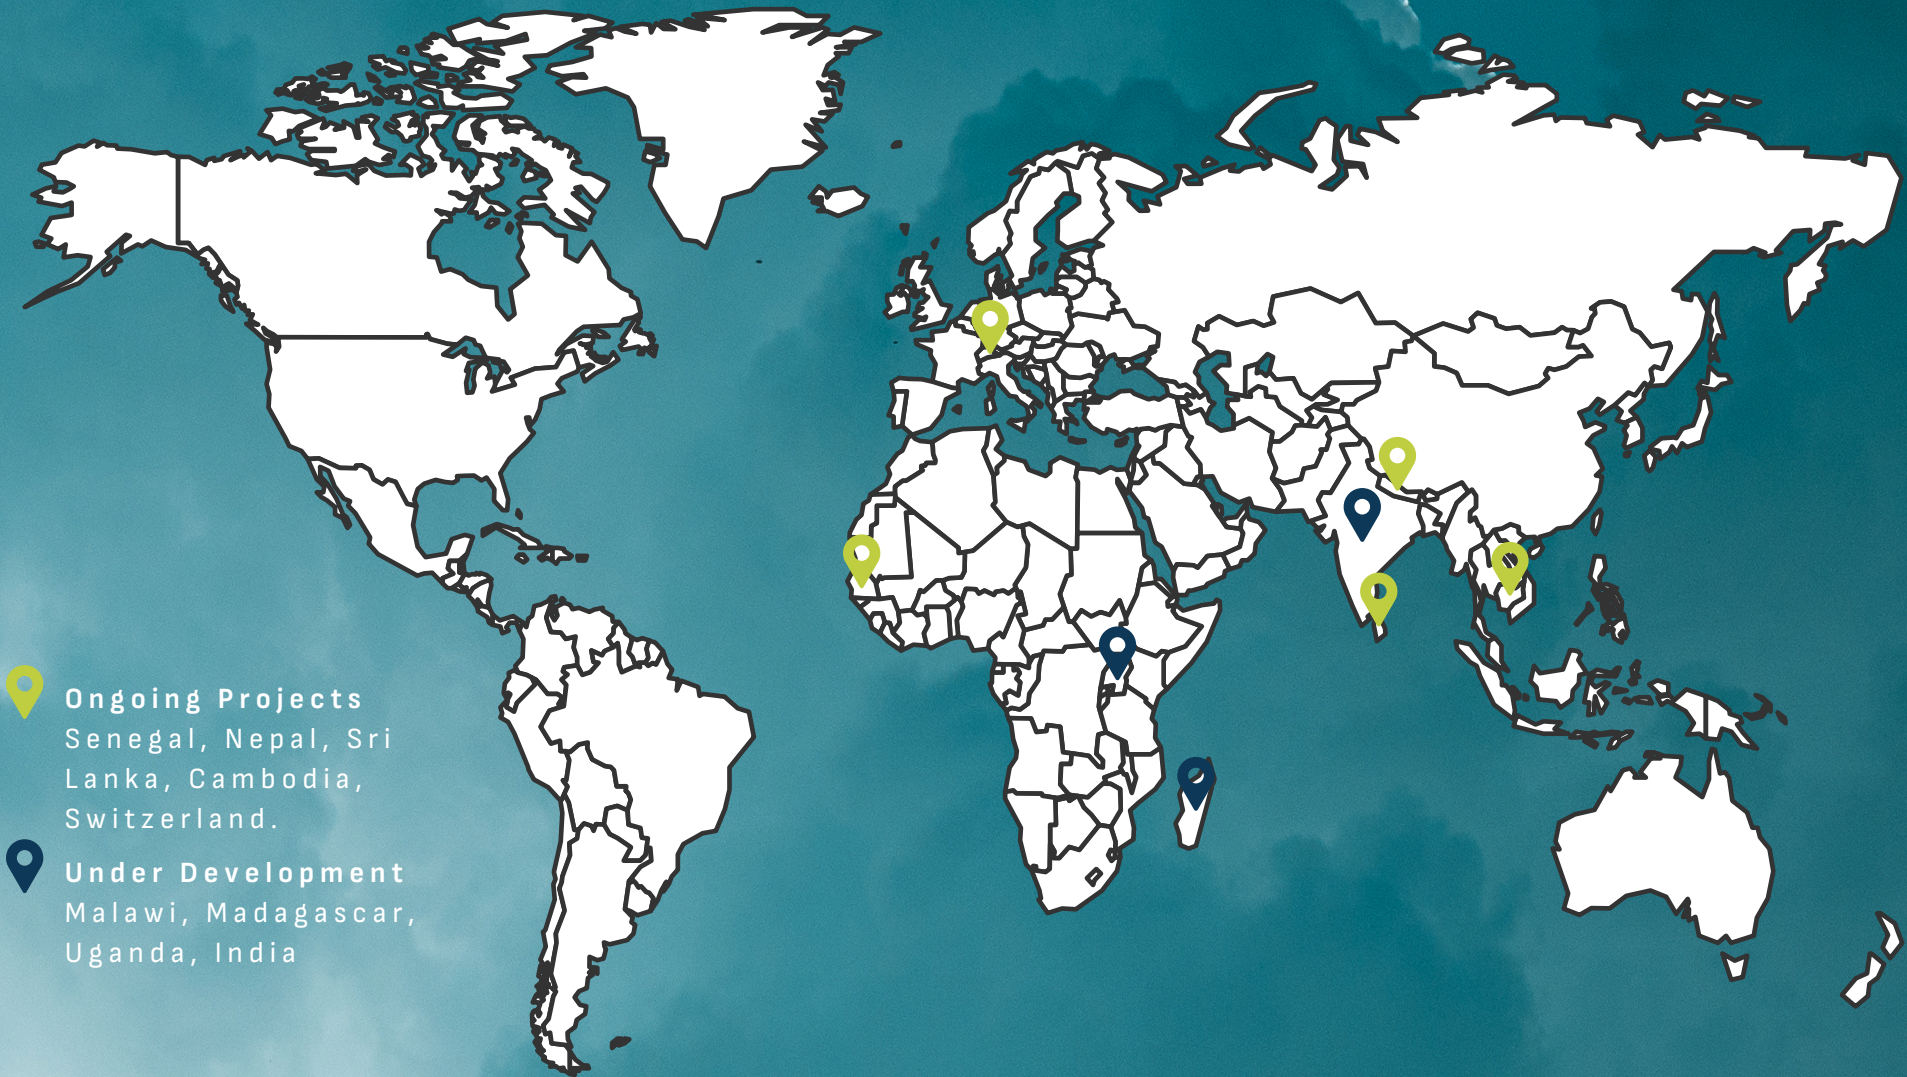 Ongoing Projects
Senegal, Nepal, Sri
Lanka, Cambodia,
Switzerland.
Under Development
Malawi, Madagascar,
Uganda, India